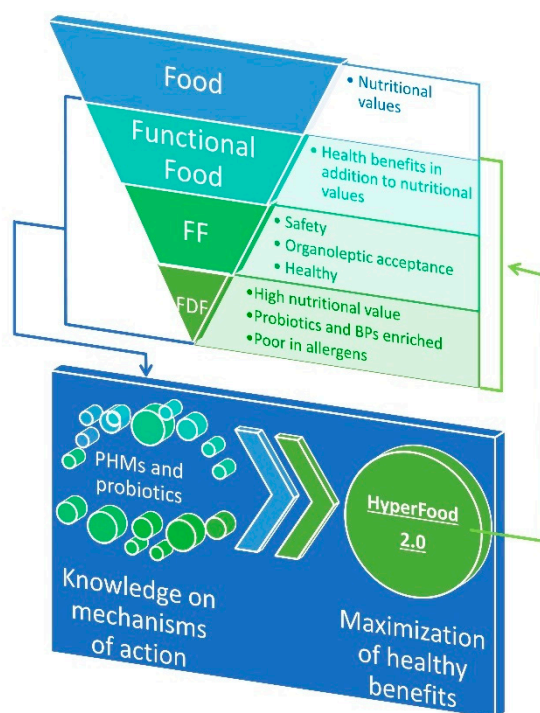 Food
• Nutritional
values
Functional
Food
• Health benefits in
addition to nutritional
values
FF
• Safety
• Organoleptic acceptance
• Healthy
FDF
•High nutritional value
•Probiotics and BPs enriched
•Poor in allergens
PHMs and
probiotics
HyperFood
2.0
Knowledge on
mechanisms
of action
Maximization
of healthy
benefits